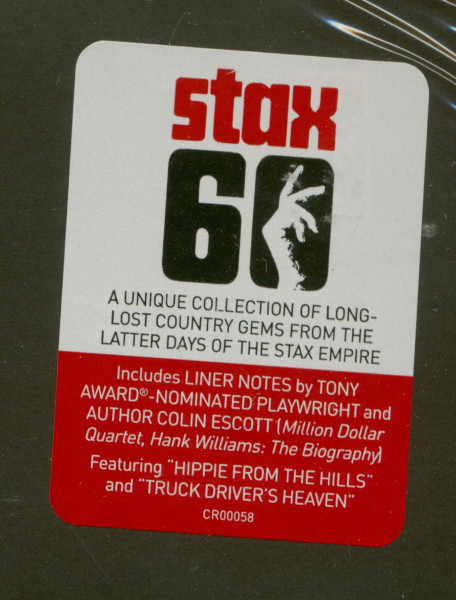 stax
60
A UNIQUE COLLECTION OF LONG-
LOST COUNTRY GEMS FROM THE
LATTER DAYS OF THE STAX EMPIRE
Includes LINER NOTES by TONY
AWARD®-NOMINATED PLAYWRIGHT and
AUTHOR COLIN ESCOTT (Million Dollar
Quartet, Hank Williams: The Biography)
Featuring "HIPPIE FROM THE HILLS"
and "TRUCK DRIVER'S HEAVEN"
CR00058